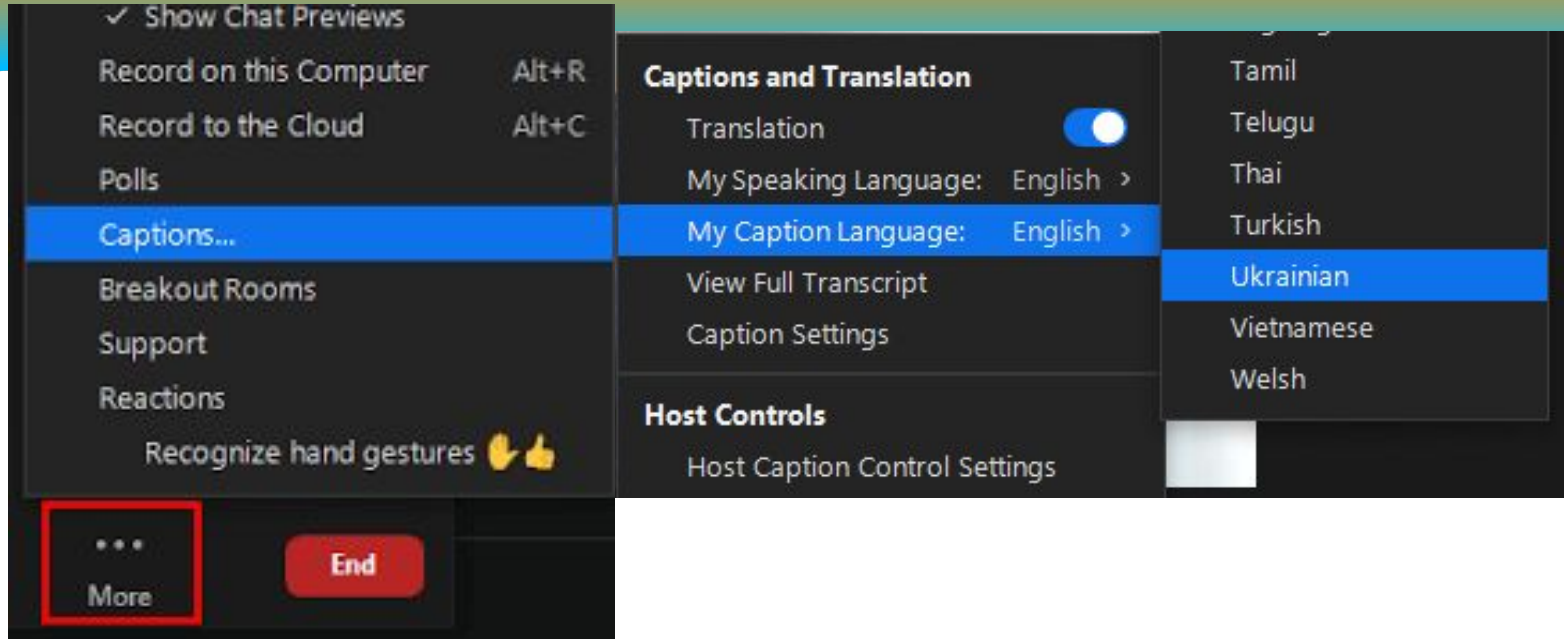 ✓ Show Chat Previews
Record on this Computer Alt+R
Record to the Cloud Alt+C
Polls
Captions...
Breakout Rooms
Support
Reactions
Recognize hand gestures ✋👍
... More
End
Captions and Translation
Translation
My Speaking Language: English >
My Caption Language: English >
View Full Transcript
Caption Settings
Host Controls
Host Caption Control Settings
Tamil
Telugu
Thai
Turkish
Ukrainian
Vietnamese
Welsh